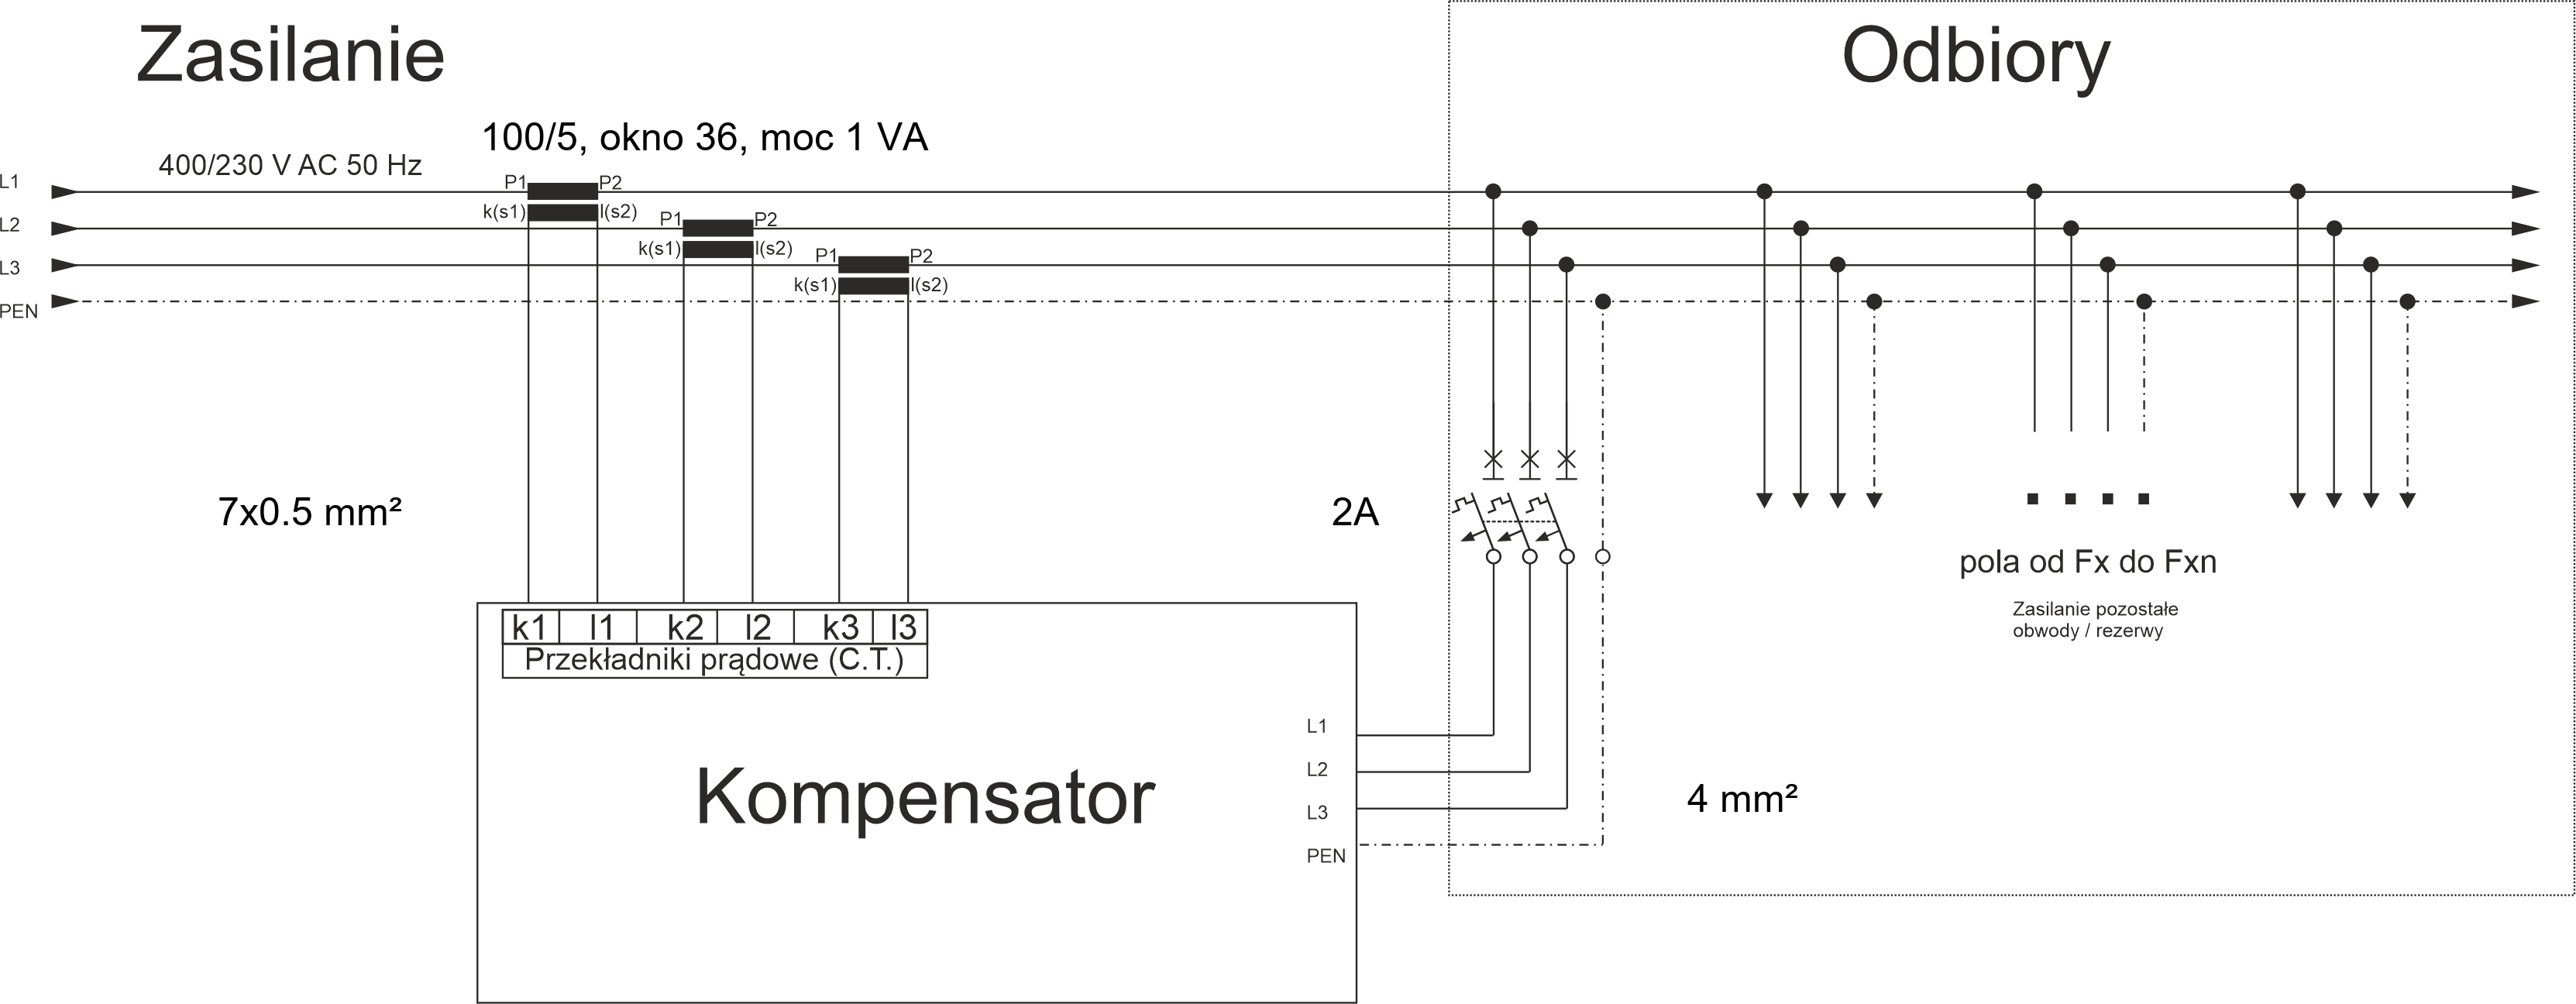 Zasilanie
Odbiory
100/5, okno 36, moc 1 VA
400/230 V AC 50 Hz
L1
P1
P2
k(s1)
l(s2)
L2
P1
P2
k(s1)
l(s2)
L3
P1
P2
k(s1)
l(s2)
PEN
7x0.5 mm²
2A
pola od Fx do Fxn
Zasilanie pozostałe
obwody / rezerwy
k1 l1 k2 l2 k3 l3
Przekładniki prądowe (C.T.)
Kompensator
L1
L2
L3
PEN
4 mm²